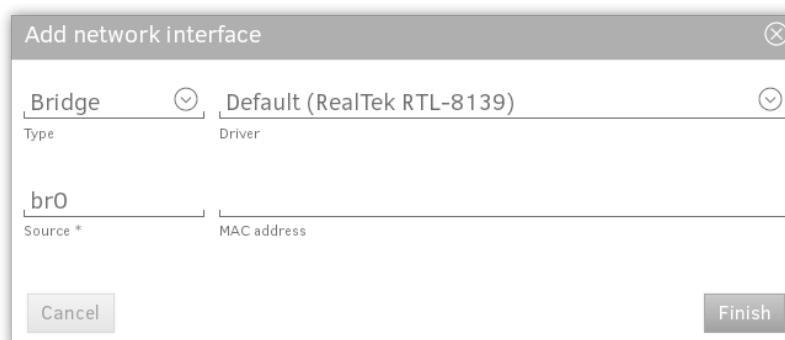 Add network interface
Bridge Default (RealTek RTL-8139)
Type Driver
br0
Source * MAC address
Cancel Finish